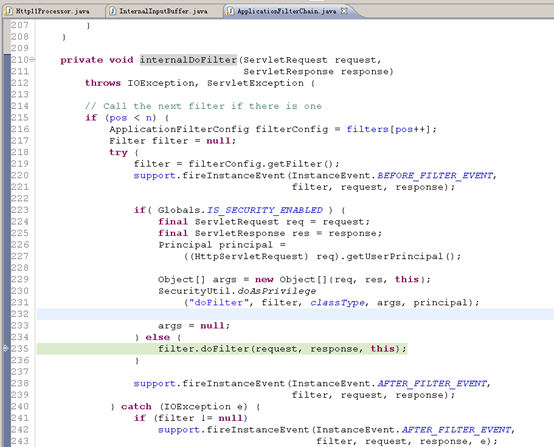 Http11Processor.java InternalInputBuffer.java ApplicationFilterChain.java
207 }
208 }
209
210 private void internalDoFilter(ServletRequest request,
211 ServletResponse response)
212 throws IOException, ServletException {
213
214 // Call the next filter if there is one
215 if (pos < n) {
216 ApplicationFilterConfig filterConfig = filters[pos++];
217 Filter filter = null;
218 try {
219 filter = filterConfig.getFilter();
220 support.fireInstanceEvent(InstanceEvent.BEFORE_FILTER_EVENT,
221 filter, request, response);
222
223 if( Globals.IS_SECURITY_ENABLED ) {
224 final ServletRequest req = request;
225 final ServletResponse res = response;
226 Principal principal =
227 ((HttpServletRequest) req).getUserPrincipal();
228
229 Object[] args = new Object[]{req, res, this};
230 SecurityUtil.doAsPrivilege
231 ("doFilter", filter, classType, args, principal);
232
233 args = null;
234 } else {
235 filter.doFilter(request, response, this);
236 }
237
238 support.fireInstanceEvent(InstanceEvent.AFTER_FILTER_EVENT,
239 filter, request, response);
240 } catch (IOException e) {
241 if (filter != null)
242 support.fireInstanceEvent(InstanceEvent.AFTER_FILTER_EVENT,
243 filter, request, response, e);